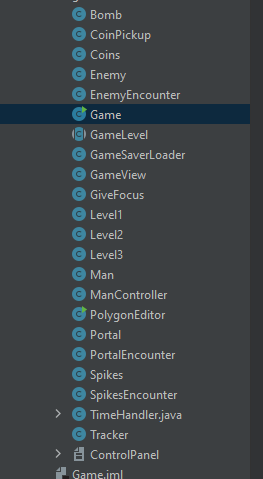 Bomb
CoinPickup
Coins
Enemy
EnemyEncounter
Game
GameLevel
GameSaverLoader
GameView
GiveFocus
Level1
Level2
Level3
Man
ManController
PolygonEditor
Portal
PortalEncounter
Spikes
SpikesEncounter
TimeHandler.java
Tracker
ControlPanel
Game.iml